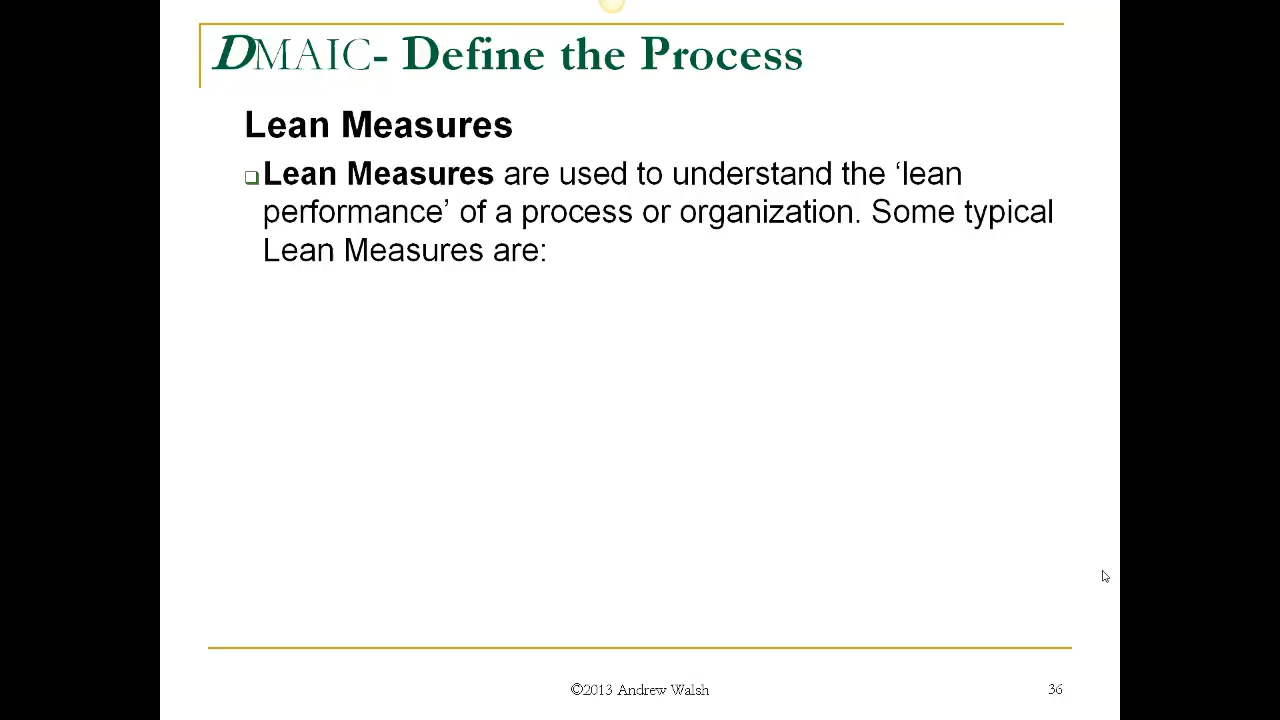 DMAIC- Define the Process
Lean Measures
Lean Measures are used to understand the ‘lean
performance’ of a process or organization. Some typical
Lean Measures are:
©2013 Andrew Walsh
36